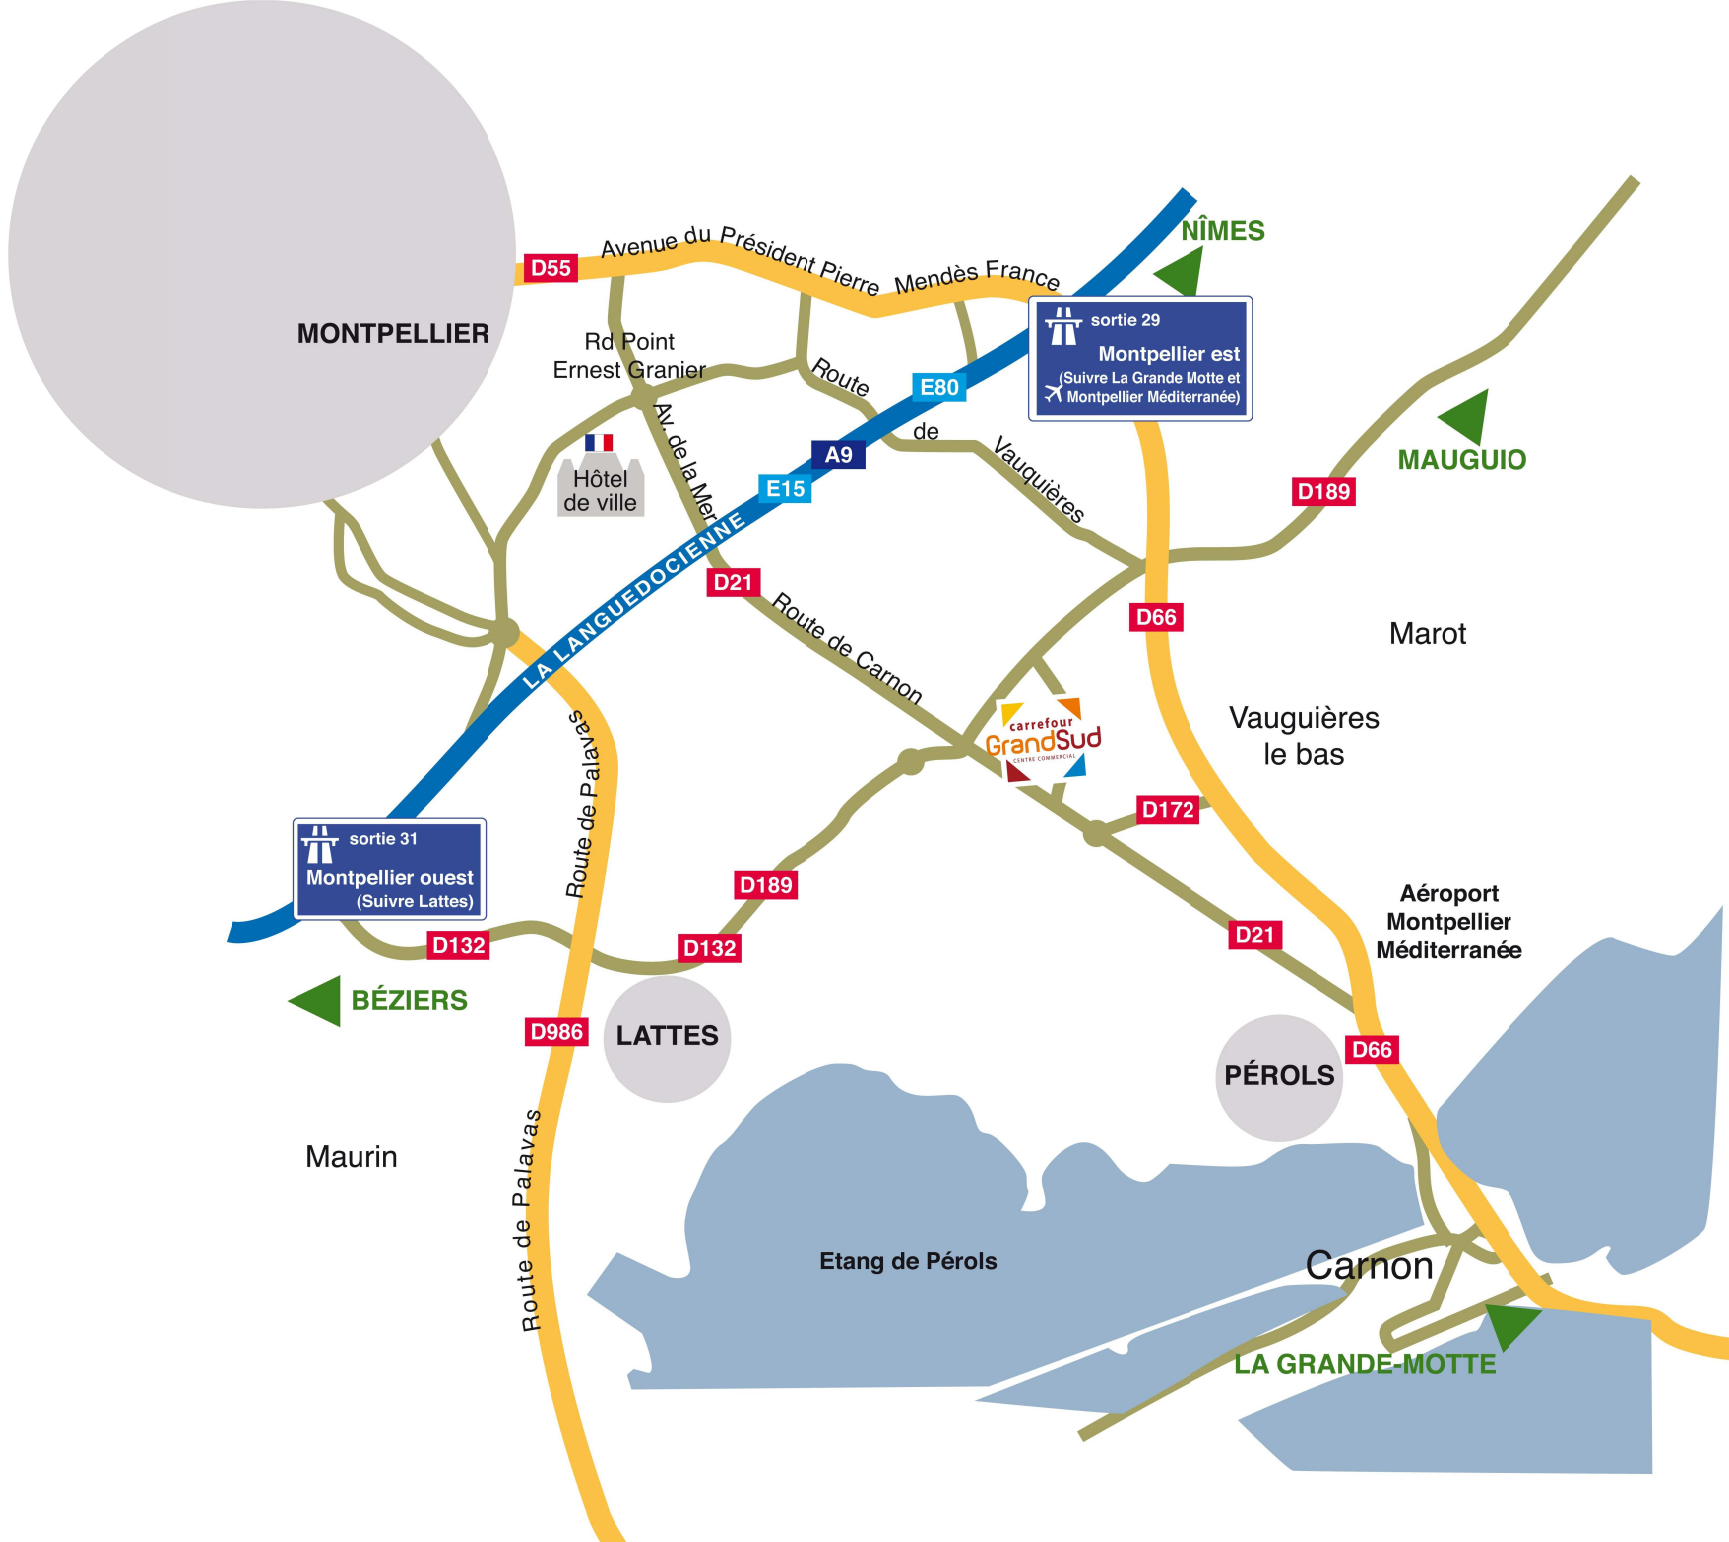 NÎMES
D55
Avenue du Président Pierre Mendès France
MONTPELLIER
sortie 29
Montpellier est
(Suivre La Grande Motte et
Montpellier Méditerranée)
Rd Point
Ernest Granier
Route de Vauquières
E80
A9
E15
Av. de la Mer
Hôtel
de ville
MAUGUIO
D189
LA LANGUEDOCIENNE
D21
Route de Carnon
D66
Marot
Vauguières
le bas
carrefour
GrandSud
CENTRE COMMERCIAL
Route de Palavas
D172
sortie 31
Montpellier ouest
(Suivre Lattes)
D189
D132
D132
D21
Aéroport
Montpellier
Méditerranée
BÉZIERS
D986
LATTES
D66
PÉROLS
Maurin
Route de Palavas
Etang de Pérols
Carnon
LA GRANDE-MOTTE